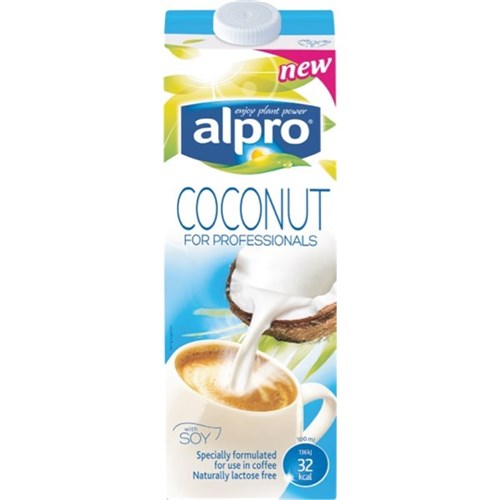 new
enjoy plant power
alpro®
COCONUT
FOR PROFESSIONALS
with
SOY
Specially formulated
for use in coffee
Naturally lactose free
100 ml
136kJ
32
kcal